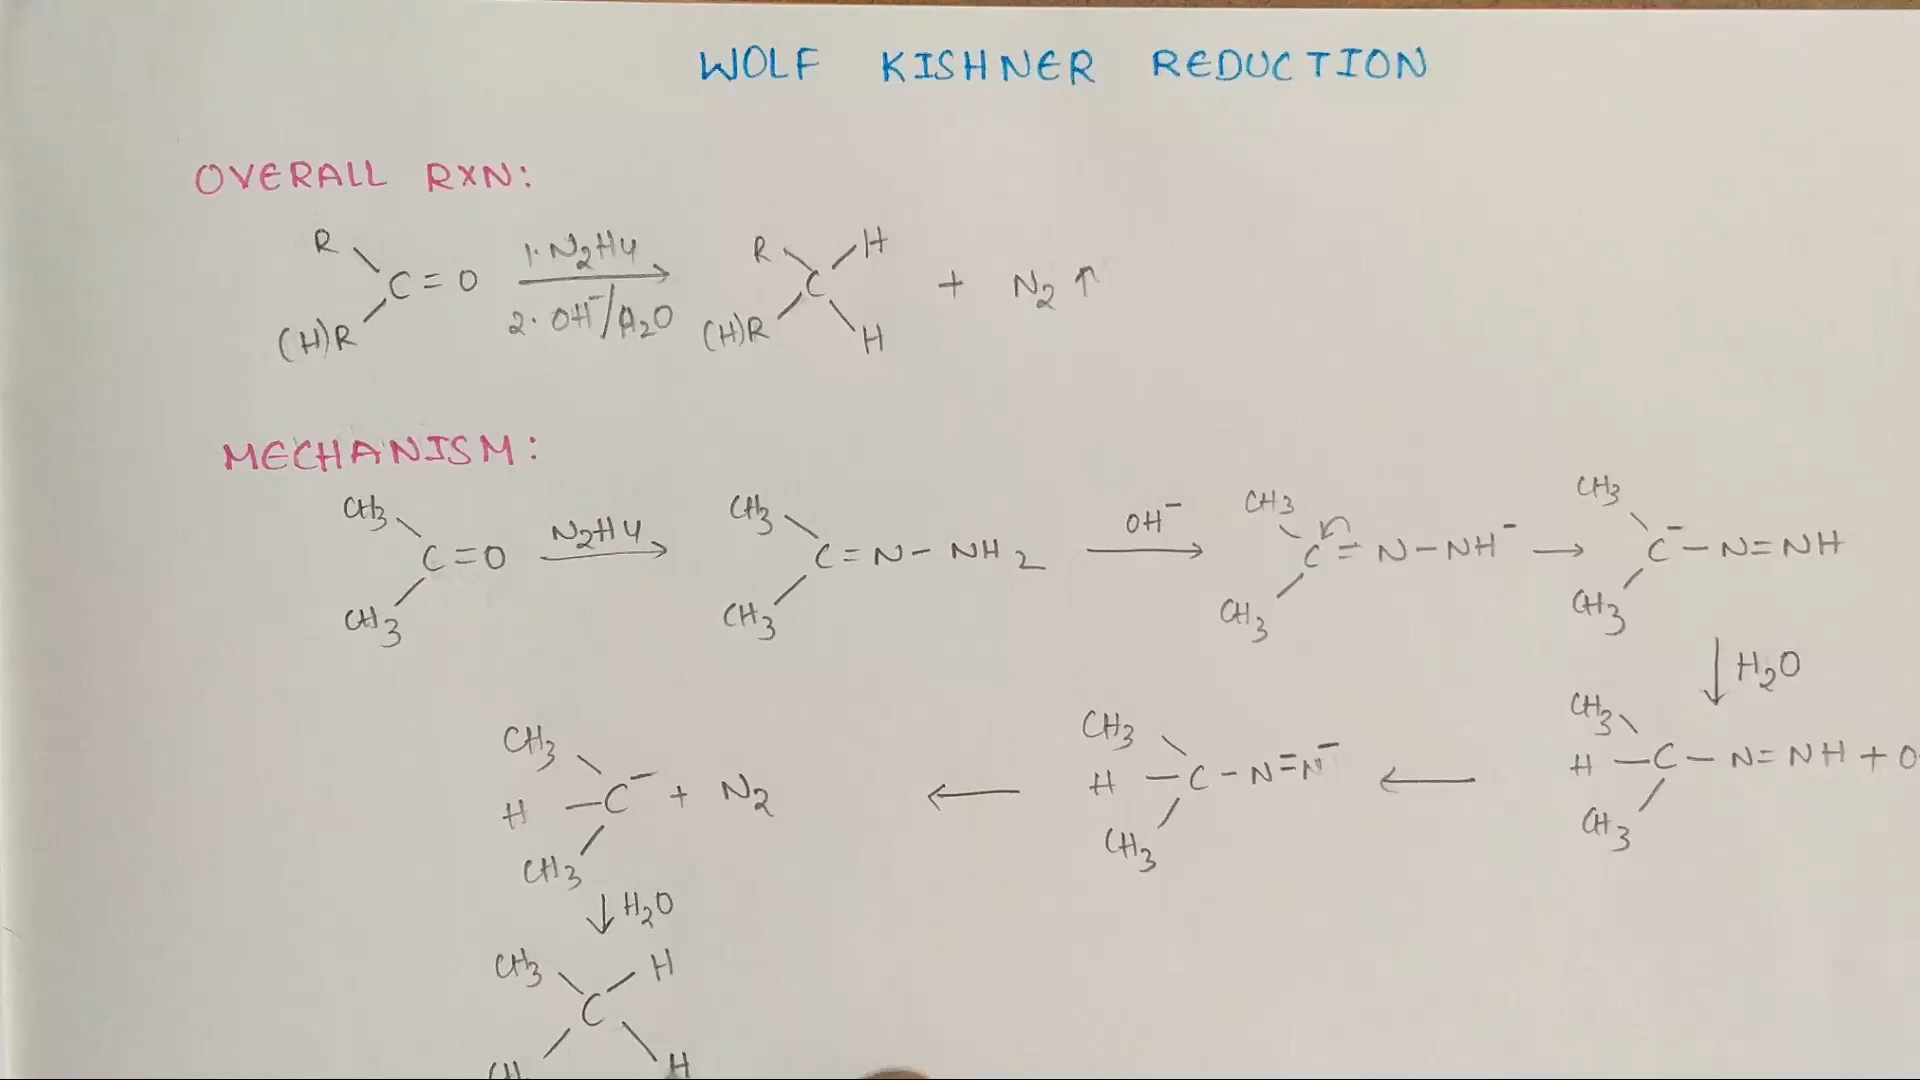 WOLF KISHNER REDUCTION
OVERALL RXN:
R
(H)R
C=O
1. N2H4
2. OH⁻/H2O
R
(H)R
C
H
H
+ N2 ↑
MECHANISM:
CH3
CH3
C=O
N2H4
CH3
CH3
C=N-NH2
OH⁻
CH3
CH3
C=N-NH⁻
CH3
CH3
C⁻-N=NH
H2O
CH3
H-C-N=NH + O
CH3
CH3
H-C-N=N⁻
CH3
CH3
H-C⁻ + N2
CH3
H2O
CH3
H
C
H